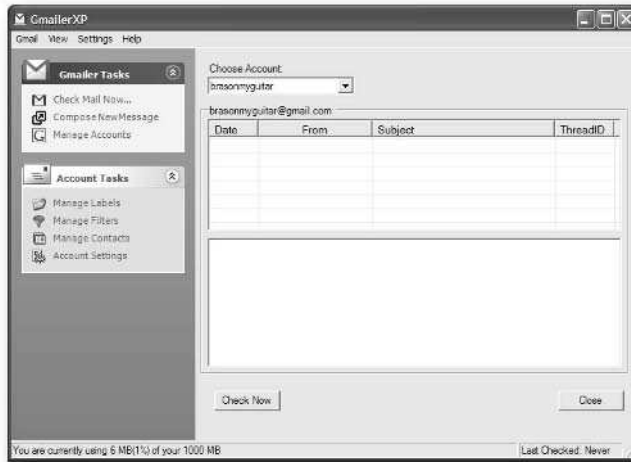 GmailerXP
Gmail View Settings Help
Gmailer Tasks
Check Mail Now...
Compose New Message
Manage Accounts
Account Tasks
Manage Labels
Manage Filters
Manage Contacts
Account Settings
Choose Account:
brasonmyguitar
brasonmyguitar@gmail.com
Date From Subject ThreadID
Check Now Close
You are currently using 6 MB(1%) of your 1000 MB Last Checked: Never